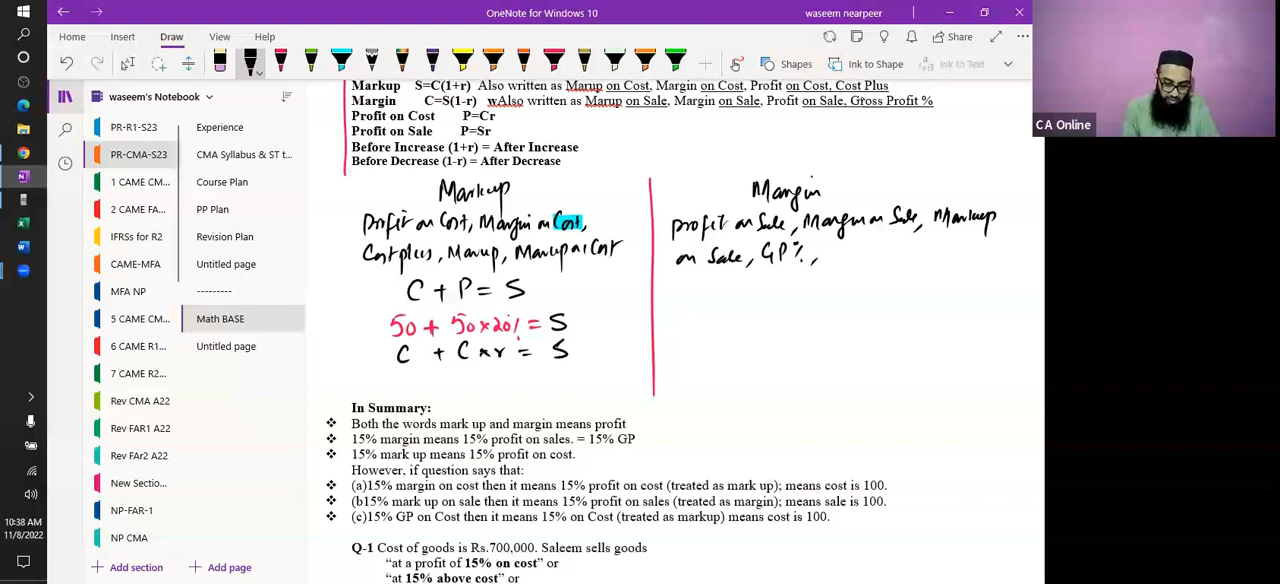 OneNote for Windows 10
waseem nearpeer
Home Insert Draw View Help
Share
Shapes
Ink to Shape
Ink to Text
waseem's Notebook
PR-R1-S23
PR-CMA-S23
1 CAME CM...
2 CAME FA...
IFRSs for R2
CAME-MFA
MFA NP
5 CAME CM...
6 CAME R1...
7 CAME R2...
Rev CMA A22
Rev FAR1 A22
Rev FAr2 A22
New Sectio...
NP-FAR-1
NP CMA
Add section
Experience
CMA Syllabus & ST t...
Course Plan
PP Plan
Revision Plan
Untitled page
---------
Math BASE
Untitled page
Add page
Markup S=C(1+r) Also written as Marup on Cost, Margin on Cost, Profit on Cost, Cost Plus
Margin C=S(1-r) wAlso written as Marup on Sale, Margin on Sale, Profit on Sale, Gross Profit %
Profit on Cost P=Cr
Profit on Sale P=Sr
Before Increase (1+r) = After Increase
Before Decrease (1-r) = After Decrease
Markup
Profit on Cost, Margin on Cost,
Cost plus, Marup, Markup on Cost
C + P = S
50 + 50×20% = S
C + C×r = S
Margin
profit on Sale, Margin on Sale, Markup
on Sale, GP%,
In Summary:
❖ Both the words mark up and margin means profit
❖ 15% margin means 15% profit on sales. = 15% GP
❖ 15% mark up means 15% profit on cost.
However, if question says that:
❖ (a)15% margin on cost then it means 15% profit on cost (treated as mark up); means cost is 100.
❖ (b15% mark up on sale then it means 15% profit on sales (treated as margin); means sale is 100.
❖ (c)15% GP on Cost then it means 15% on Cost (treated as markup) means cost is 100.
Q-1 Cost of goods is Rs.700,000. Saleem sells goods
"at a profit of 15% on cost" or
"at 15% above cost" or
10:38 AM
11/8/2022
CA Online